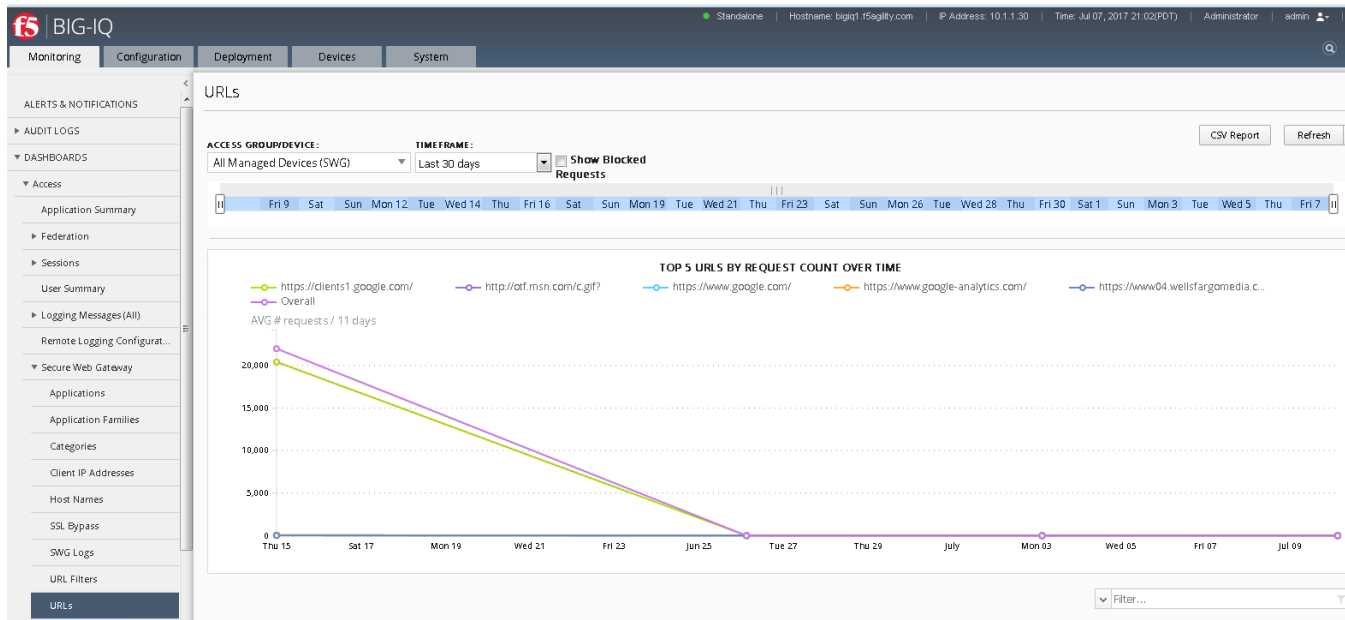 f5 BIG-IQ
Standalone Hostname: bigiq1.f5agility.com IP Address: 10.1.1.30 Time: Jul 07, 2017 21:02(PDT) Administrator admin
Monitoring Configuration Deployment Devices System
ALERTS & NOTIFICATIONS
AUDIT LOGS
DASHBOARDS
Access
Application Summary
Federation
Sessions
User Summary
Logging Messages (All)
Remote Logging Configurat...
Secure Web Gateway
Applications
Application Families
Categories
Client IP Addresses
Host Names
SSL Bypass
SWG Logs
URL Filters
URLs
URLs
CSV Report Refresh
ACCESS GROUP/DEVICE: TIMEFRAME:
All Managed Devices (SWG) Last 30 days Show Blocked
Requests
Fri 9 Sat Sun Mon 12 Tue Wed 14 Thu Fri 16 Sat Sun Mon 19 Tue Wed 21 Thu Fri 23 Sat Sun Mon 26 Tue Wed 28 Thu Fri 30 Sat 1 Sun Mon 3 Tue Wed 5 Thu Fri 7
TOP 5 URLS BY REQUEST COUNT OVER TIME
https://clients1.google.com/ http://otf.msn.com/c.gif? https://www.google.com/ https://www.google-analytics.com/ https://www04.wellsfargomedia.c...
Overall
AVG # requests / 11 days
20,000
15,000
10,000
5,000
0
Thu 15 Sat 17 Mon 19 Wed 21 Fri 23 Jun 25 Tue 27 Thu 29 July Mon 03 Wed 05 Fri 07 Jul 09
Filter...